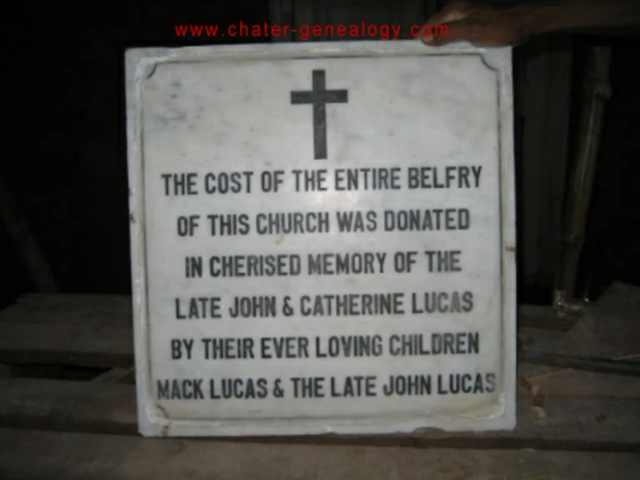 www.chater-genealogy.com
THE COST OF THE ENTIRE BELFRY
OF THIS CHURCH WAS DONATED
IN CHERISED MEMORY OF THE
LATE JOHN & CATHERINE LUCAS
BY THEIR EVER LOVING CHILDREN
MACK LUCAS & THE LATE JOHN LUCAS